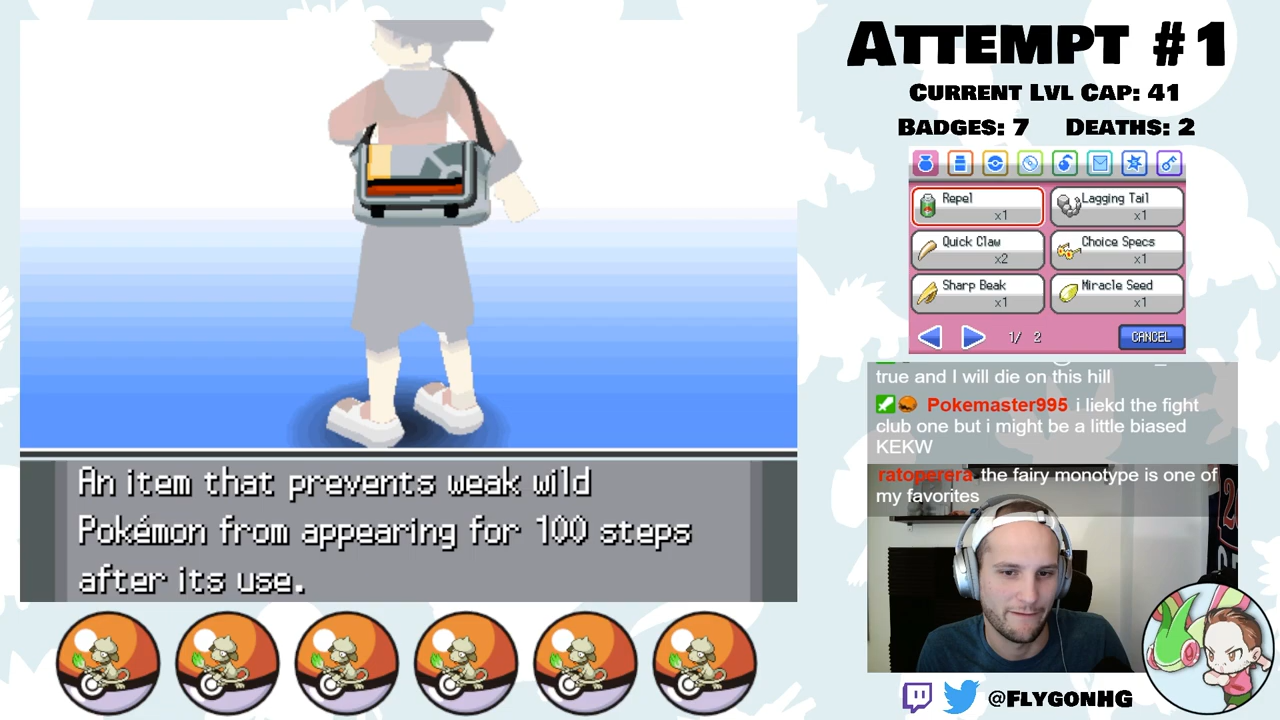 ATTEMPT #1
CURRENT LVL CAP: 41
BADGES: 7 DEATHS: 2
Repel
x1
Lagging Tail
x1
Quick Claw
x2
Choice Specs
x1
Sharp Beak
x1
Miracle Seed
x1
1/ 2
CANCEL
true and I will die on this hill
Pokemaster995 i liekd the fight
club one but i might be a little biased
KEKW
ratoperera the fairy monotype is one of
my favorites
An item that prevents weak wild
Pokémon from appearing for 100 steps
after its use.
@FLYGONHG